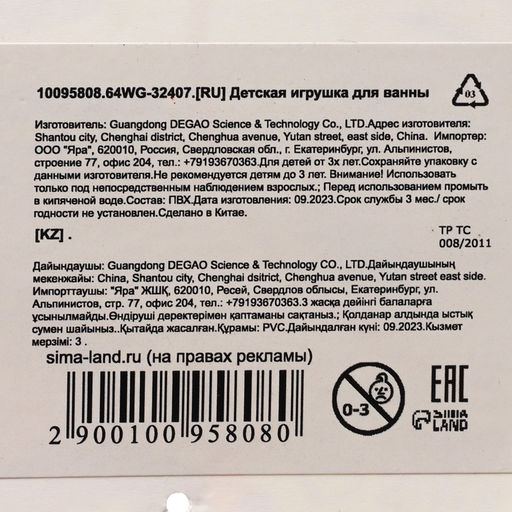 10095808.64WG-32407.[RU] Детская игрушка для ванны
03
Изготовитель: Guangdong DEGAO Science & Technology Co., LTD.Адрес изготовителя:
Shantou city, Chenghai district, Chenghua avenue, Yutan street, east side, China. Импортер:
ООО "Яра", 620010, Россия, Свердловская обл., г. Екатеринбург, ул. Альпинистов,
строение 77, офис 204, тел.: +79193670363.Для детей от 3х лет.Сохраняйте упаковку с
данными изготовителя.Не рекомендуется детям до 3 лет. Внимание! Использовать
только под непосредственным наблюдением взрослых.; Перед использованием промыть
в кипяченой воде.Состав: ПВХ.Дата изготовления: 09.2023.Срок службы 3 мес./ срок
годности не установлен.Сделано в Китае.
[KZ] .
ТР ТС
008/2011
Дайындаушы: Guangdong DEGAO Science & Technology Co., LTD.Дайындаушының
мекенжайы: China, Shantou city, Chenghai dsitrict, Chenghua avenue, Yutan street east side.
Импорттаушы: "Яра" ЖШҚ, 620010, Ресей, Свердлов облысы, Екатеринбург, ул.
Альпинистов, стр. 77, офис 204, тел.: +79193670363.3 жасқа дейінгі балаларға
ұсынылмайды.Өндіруші деректерімен қаптаманы сақтаңыз.; Қолданар алдында ыстық
сумен шайыңыз..Қытайда жасалған.Құрамы: PVC.Дайындалған күні: 09.2023.Қызмет
мерзімі: 3 .
sima-land.ru (на правах рекламы)
2 900100 958080
0-3
EAC
SIMA
LAND